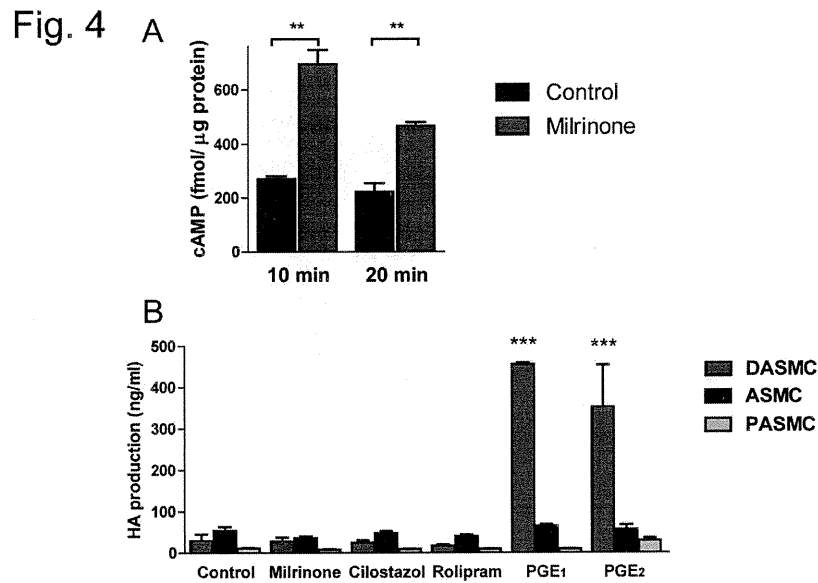 Fig. 4
A
** **
cAMP (fmol/ μg protein)
600
400
200
0
10 min 20 min
Control
Milrinone
B
HA production (ng/ml)
500
400
300
200
100
0
*** ***
Control Milrinone Cilostazol Rolipram PGE1 PGE2
DASMC
ASMC
PASMC